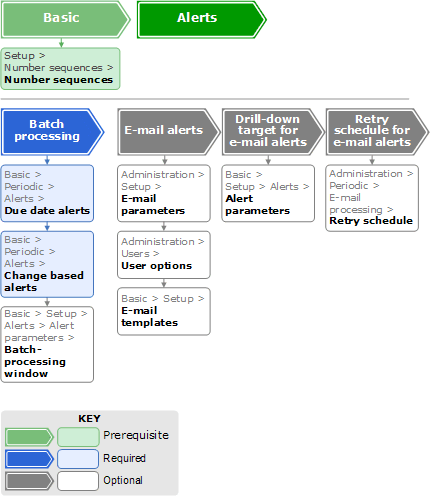 Basic
Alerts
Setup >
Number sequences >
Number sequences
Batch
processing
Basic >
Periodic >
Alerts >
Due date alerts
Basic >
Periodic >
Alerts >
Change based
alerts
Basic > Setup >
Alerts > Alert
parameters >
Batch-
processing
window
E-mail alerts
Administration >
Setup >
E-mail
parameters
Administration >
Users >
User options
Basic > Setup >
E-mail
templates
Drill-down
target for
e-mail alerts
Basic >
Setup > Alerts >
Alert
parameters
Retry
schedule for
e-mail alerts
Administration >
Periodic >
E-mail
processing >
Retry schedule
KEY
Prerequisite
Required
Optional